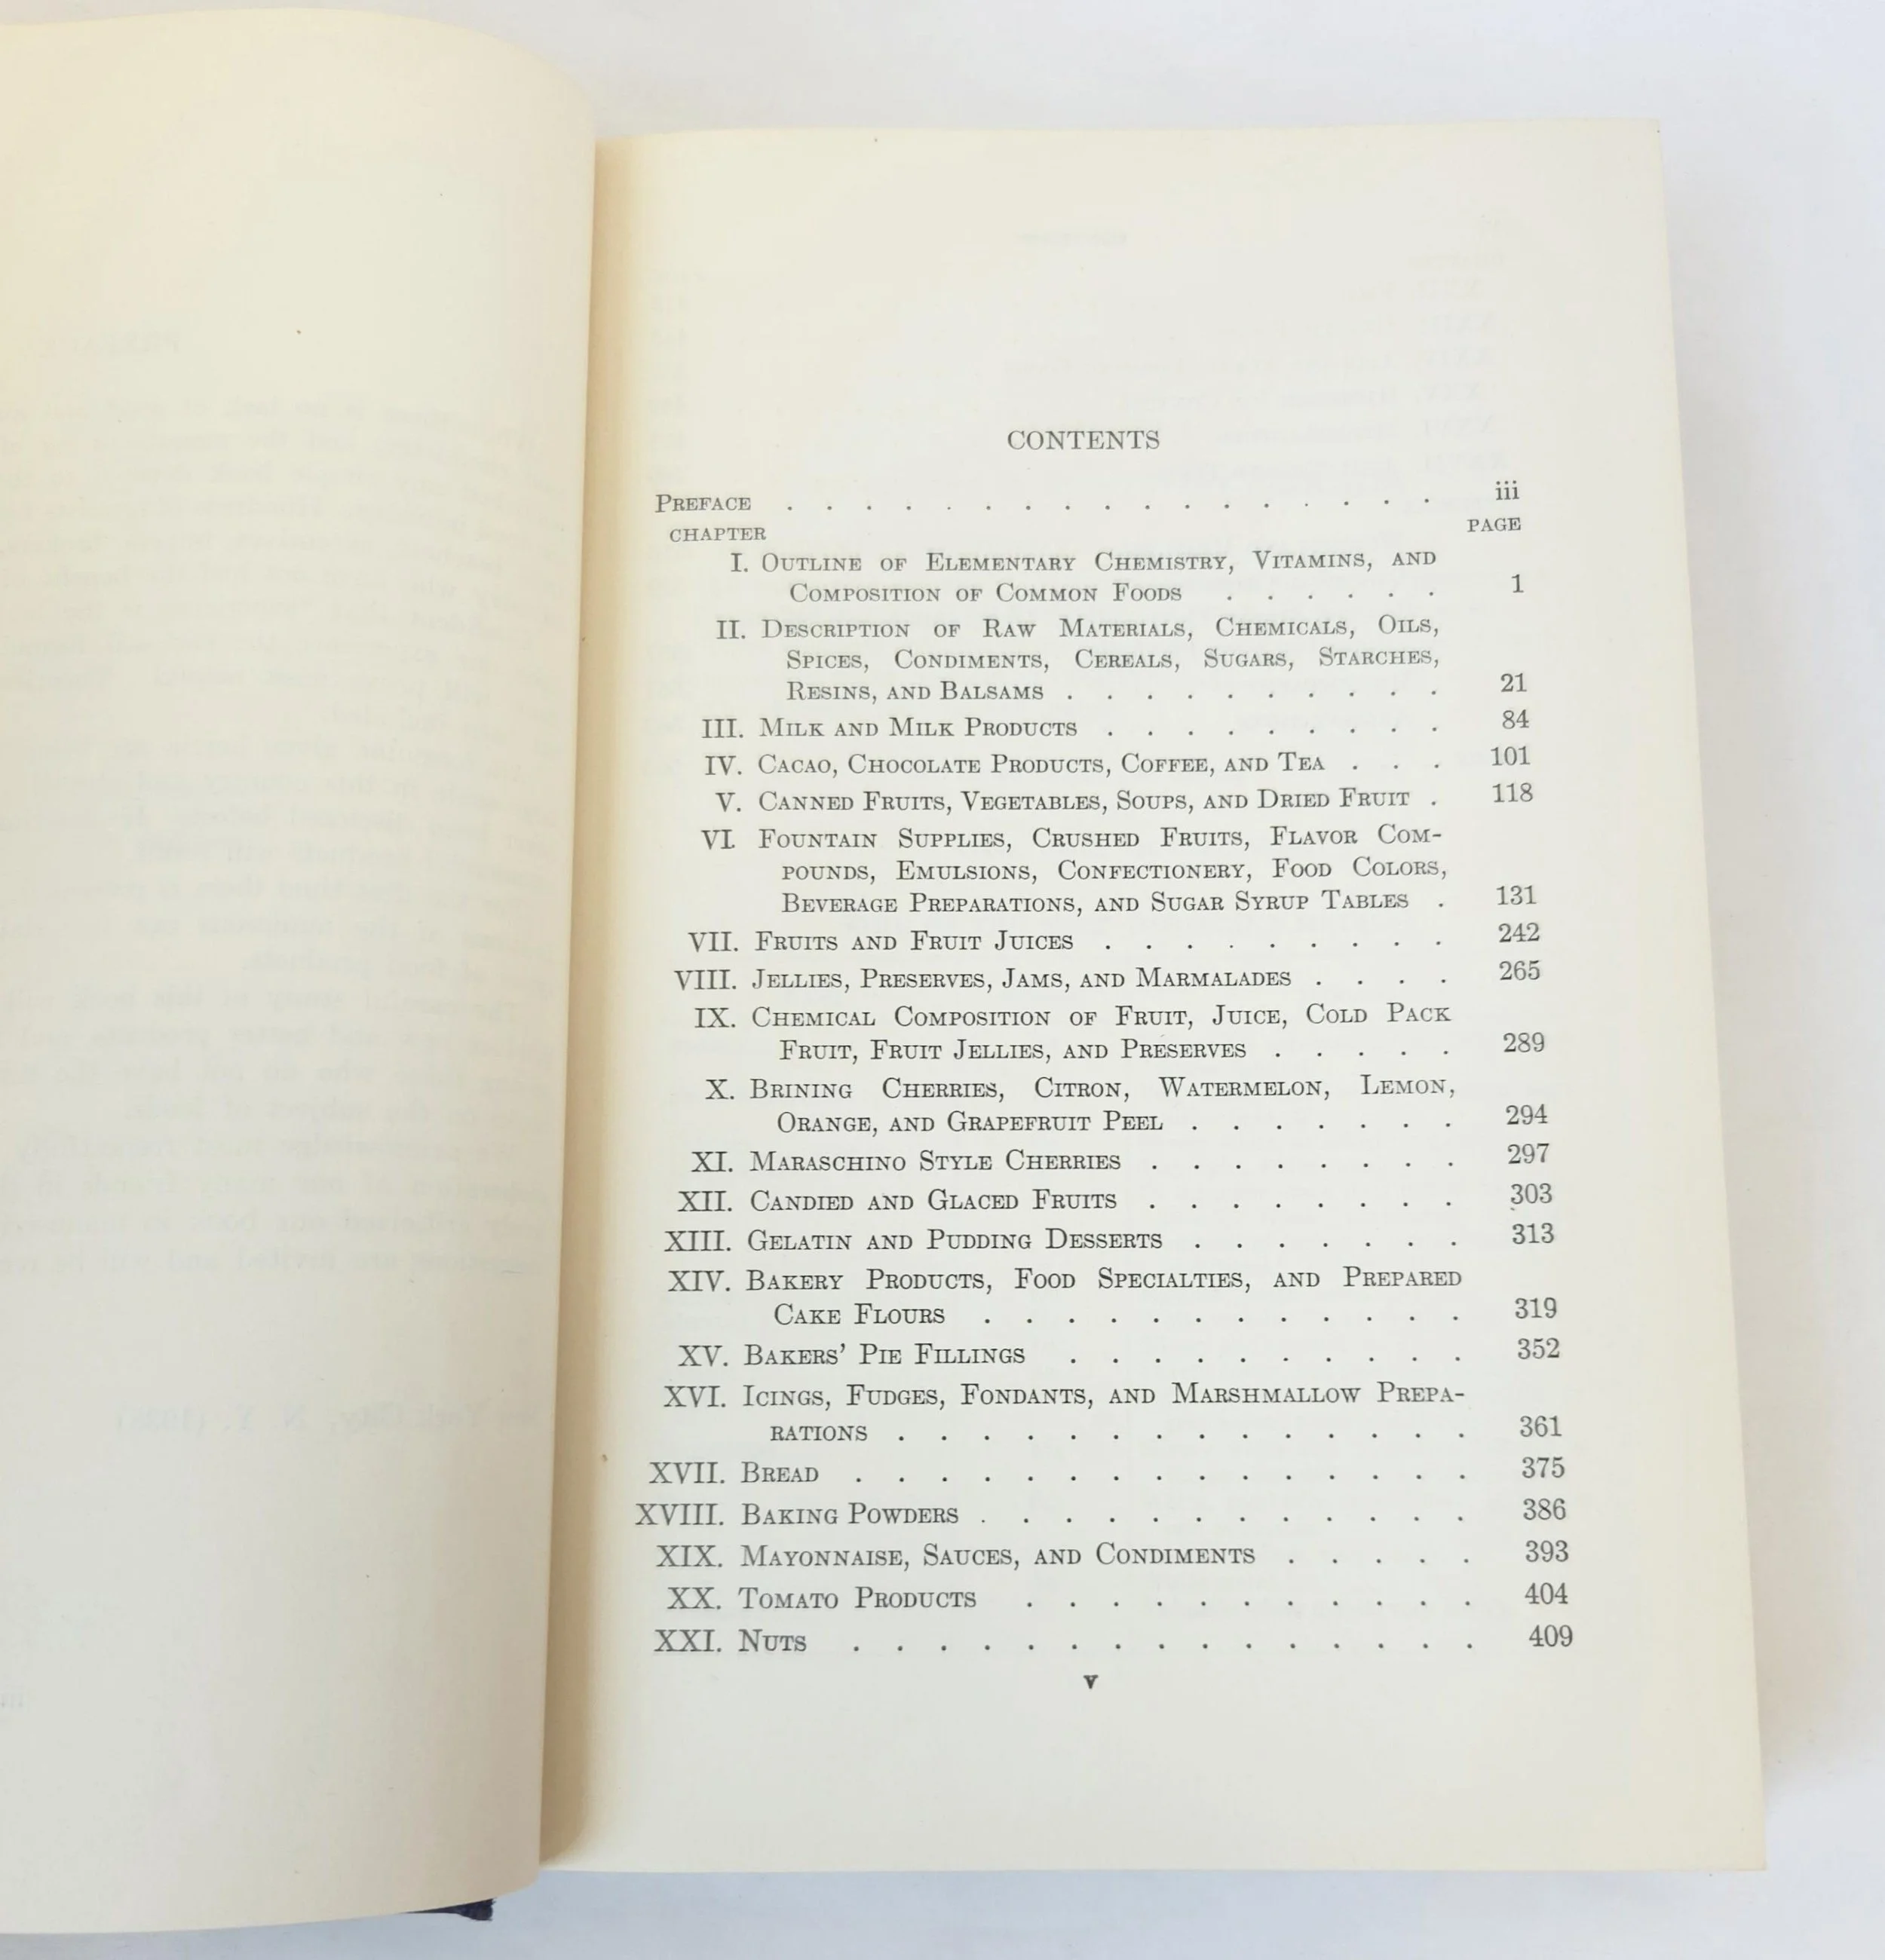 CONTENTS
PREFACE . . . . . . . . . . . . . . . . . iii
CHAPTER PAGE
I. OUTLINE OF ELEMENTARY CHEMISTRY, VITAMINS, AND
COMPOSITION OF COMMON FOODS . . . . . . 1
II. DESCRIPTION OF RAW MATERIALS, CHEMICALS, OILS,
SPICES, CONDIMENTS, CEREALS, SUGARS, STARCHES,
RESINS, AND BALSAMS . . . . . . . . . . 21
III. MILK AND MILK PRODUCTS . . . . . . . . . 84
IV. CACAO, CHOCOLATE PRODUCTS, COFFEE, AND TEA . . . 101
V. CANNED FRUITS, VEGETABLES, SOUPS, AND DRIED FRUIT . 118
VI. FOUNTAIN SUPPLIES, CRUSHED FRUITS, FLAVOR COM-
POUNDS, EMULSIONS, CONFECTIONERY, FOOD COLORS,
BEVERAGE PREPARATIONS, AND SUGAR SYRUP TABLES . 131
VII. FRUITS AND FRUIT JUICES . . . . . . . . . 242
VIII. JELLIES, PRESERVES, JAMS, AND MARMALADES . . . . 265
IX. CHEMICAL COMPOSITION OF FRUIT, JUICE, COLD PACK
FRUIT, FRUIT JELLIES, AND PRESERVES . . . . . 289
X. BRINING CHERRIES, CITRON, WATERMELON, LEMON,
ORANGE, AND GRAPEFRUIT PEEL . . . . . . . 294
XI. MARASCHINO STYLE CHERRIES . . . . . . . . 297
XII. CANDIED AND GLACED FRUITS . . . . . . . . 303
XIII. GELATIN AND PUDDING DESSERTS . . . . . . . 313
XIV. BAKERY PRODUCTS, FOOD SPECIALTIES, AND PREPARED
CAKE FLOURS . . . . . . . . . . . . 319
XV. BAKERS' PIE FILLINGS . . . . . . . . . . 352
XVI. ICINGS, FUDGES, FONDANTS, AND MARSHMALLOW PREPA-
RATIONS . . . . . . . . . . . . . . 361
XVII. BREAD . . . . . . . . . . . . . . . 375
XVIII. BAKING POWDERS . . . . . . . . . . . . 386
XIX. MAYONNAISE, SAUCES, AND CONDIMENTS . . . . . 393
XX. TOMATO PRODUCTS . . . . . . . . . . . 404
XXI. NUTS . . . . . . . . . . . . . . . 409
v